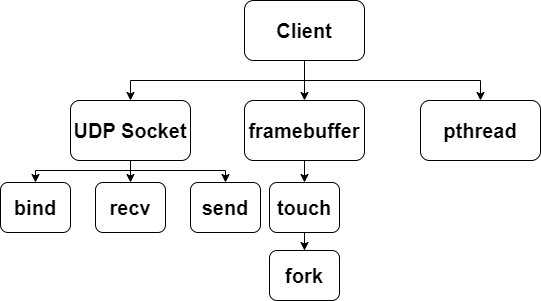 Client
UDP Socket
framebuffer
pthread
bind
recv
send
touch
fork